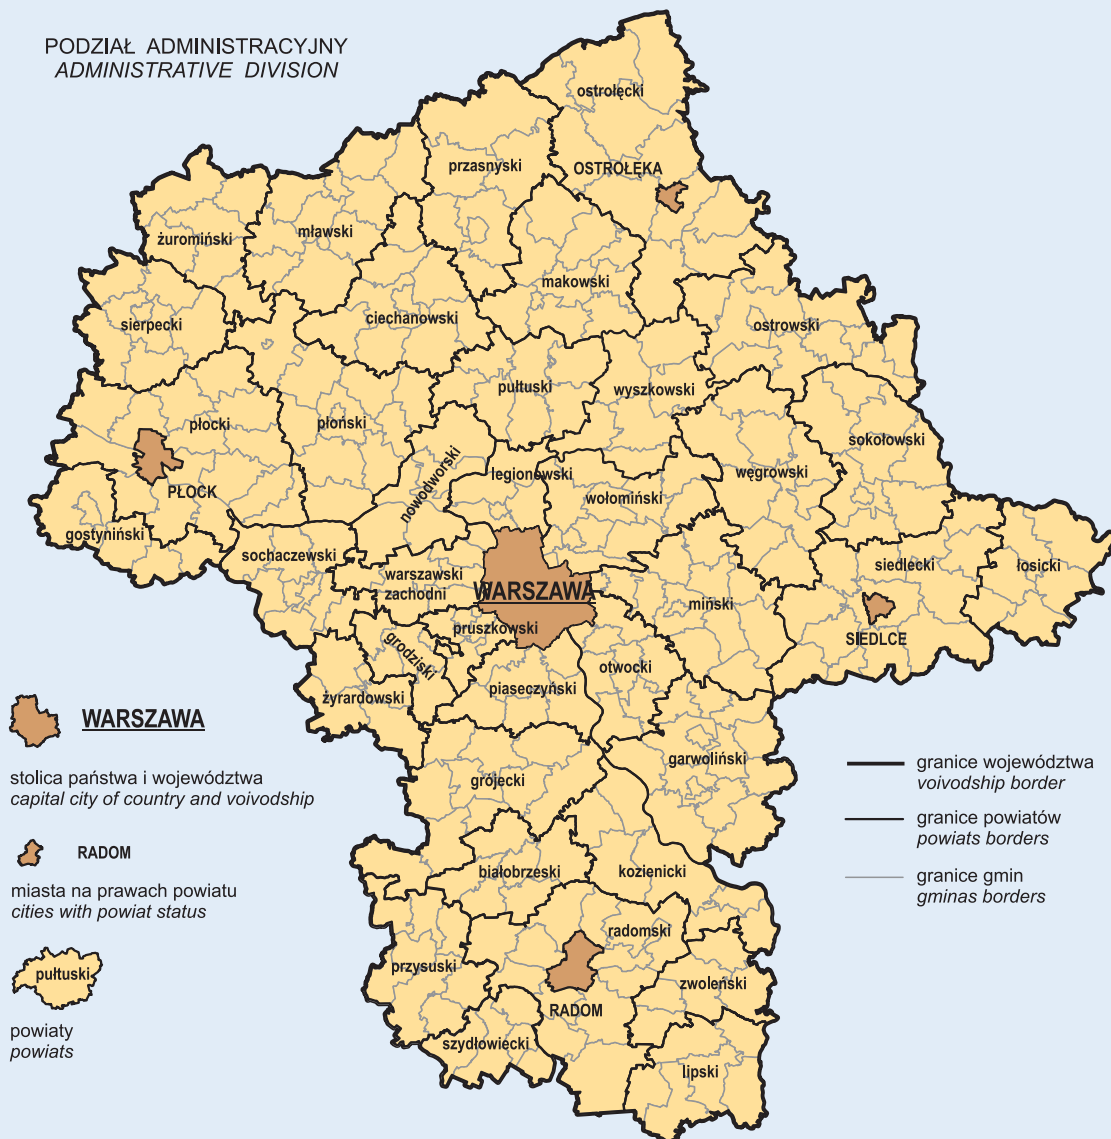 PODZIAŁ ADMINISTRACYJNY
ADMINISTRATIVE DIVISION
ostrołęcki
przasnyski
OSTROŁĘKA
żuromiński
mławski
makowski
sierpecki
ciechanowski
ostrowski
pułtuski
wyszkowski
płocki
płoński
sokołowski
nowodworski
legionowski
węgrowski
wołomiński
PŁOCK
gostyniński
sochaczewski
warszawski
zachodni
siedlecki
łosicki
WARSZAWA
miński
pruszkowski
SIEDLCE
grodziski
otwocki
żyrardowski
piaseczyński
grójecki
garwoliński
białobrzeski
kozienicki
radomski
przysuski
zwoleński
RADOM
szydłowiecki
lipski
WARSZAWA
stolica państwa i województwa
capital city of country and voivodship
RADOM
miasta na prawach powiatu
cities with powiat status
pułtuski
powiaty
powiats
granice województwa
voivodship border
granice powiatów
powiats borders
granice gmin
gminas borders